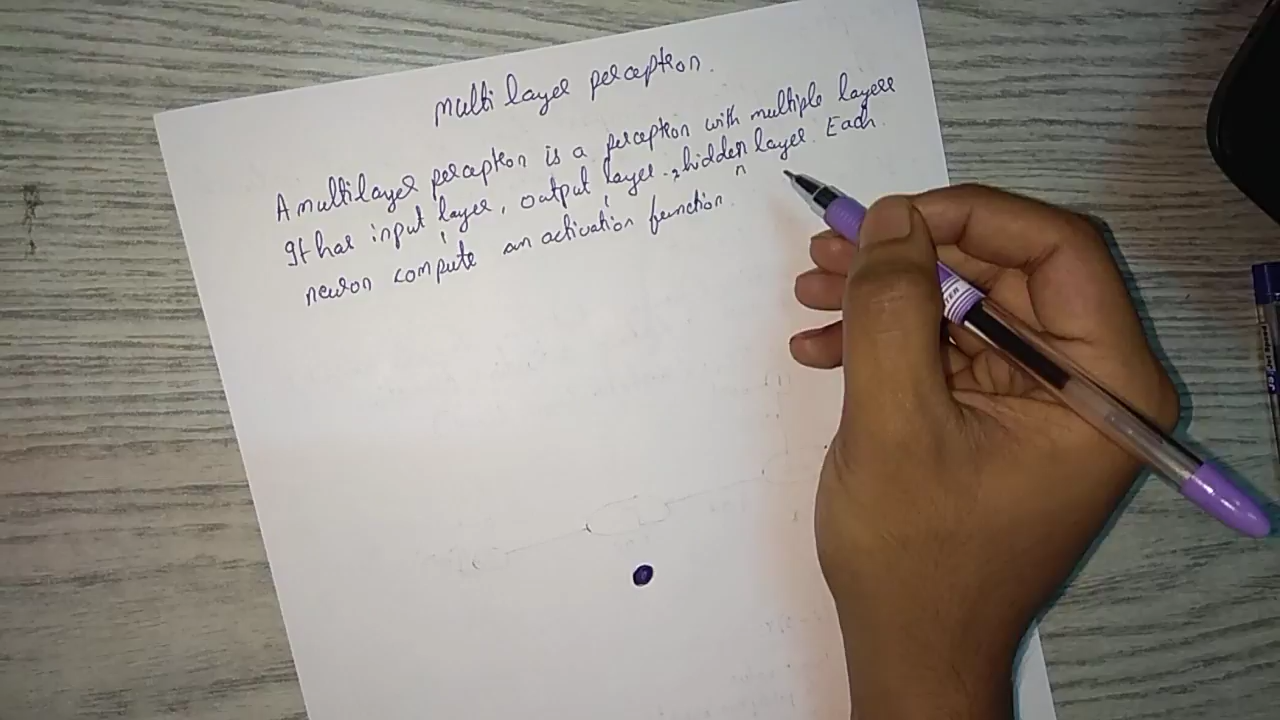 Multi layer perceptron.
A multilayer perceptron is a perceptron with multiple layers
It has input layer, output layer, hidden layer. Each
neuron compute an activation function.